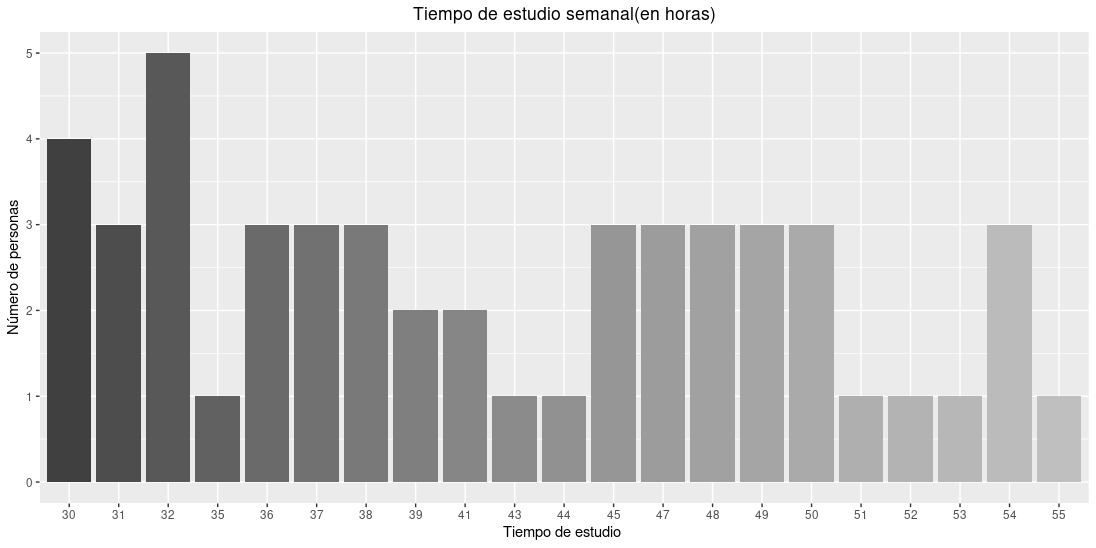 Tiempo de estudio semanal(en horas)
Número de personas
5
4
3
2
1
0
30 31 32 35 36 37 38 39 41 43 44 45 47 48 49 50 51 52 53 54 55
Tiempo de estudio